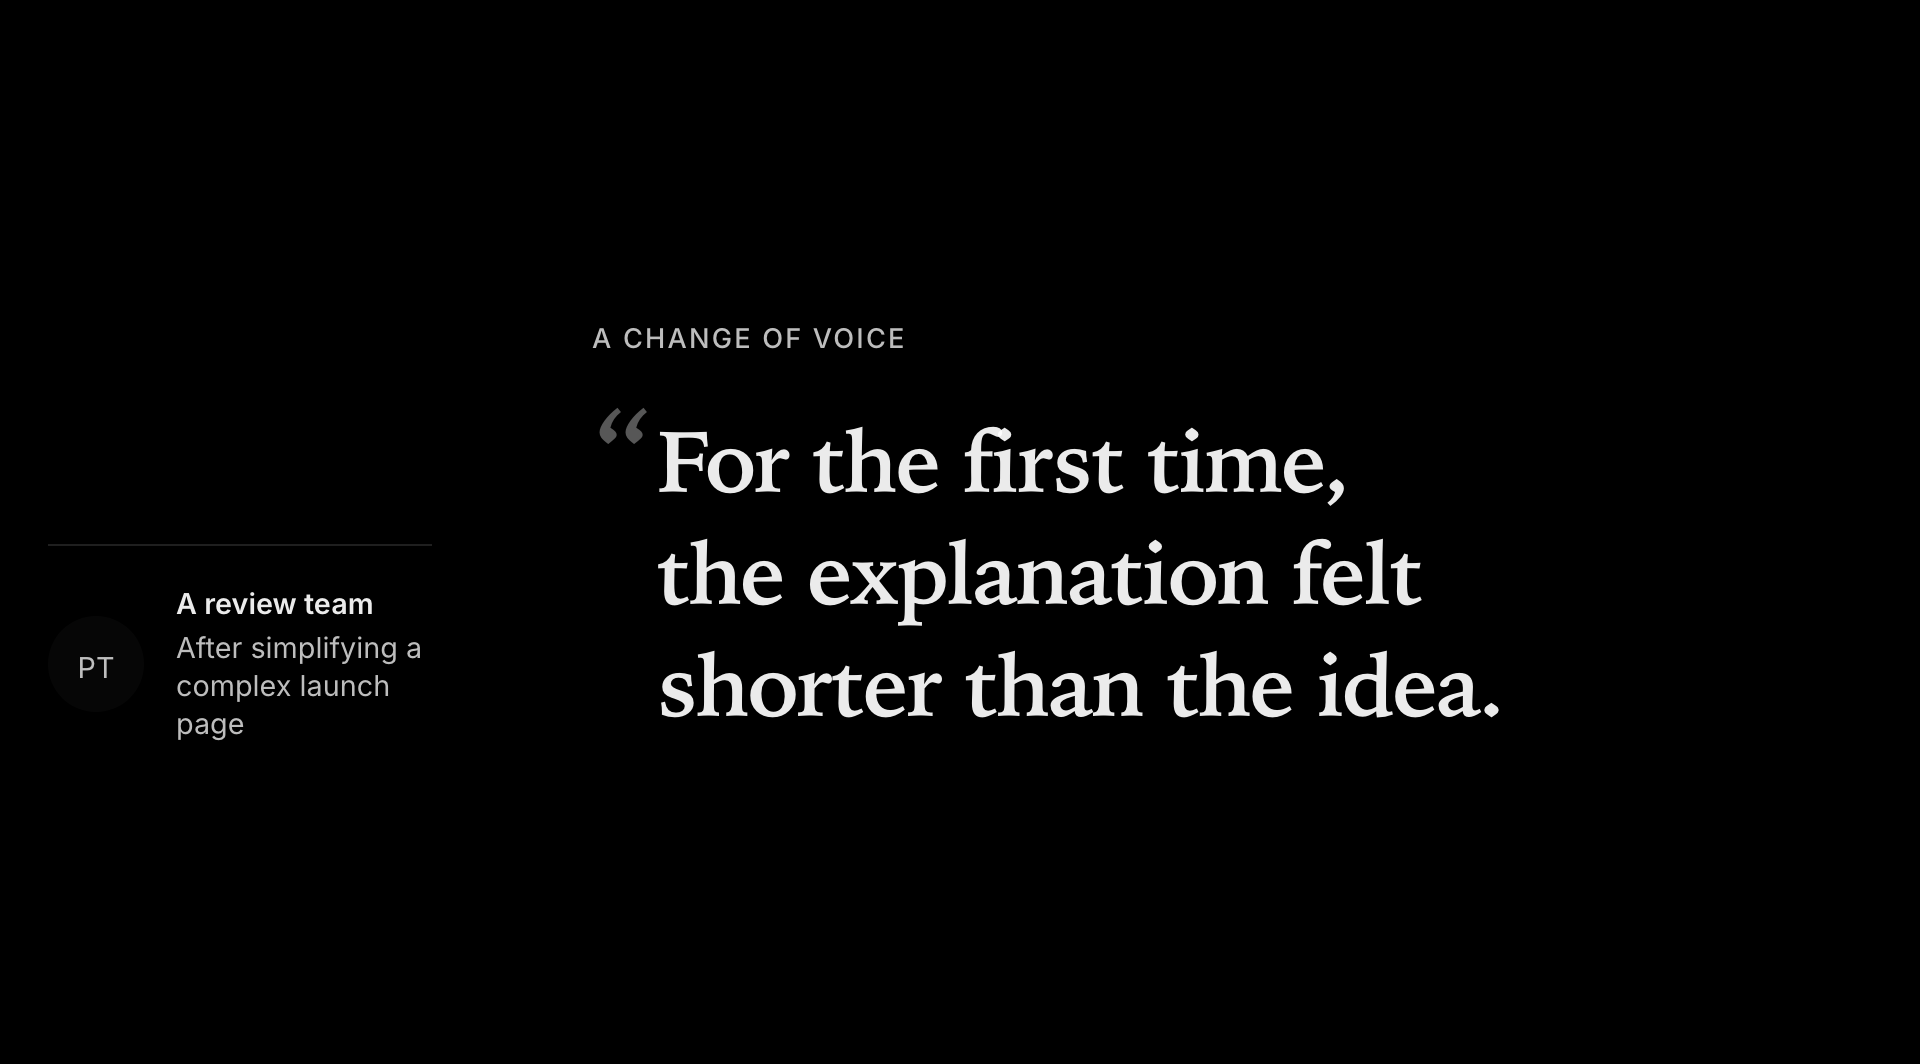 A CHANGE OF VOICE
“For the first time,
the explanation felt
shorter than the idea.
PT
A review team
After simplifying a
complex launch
page